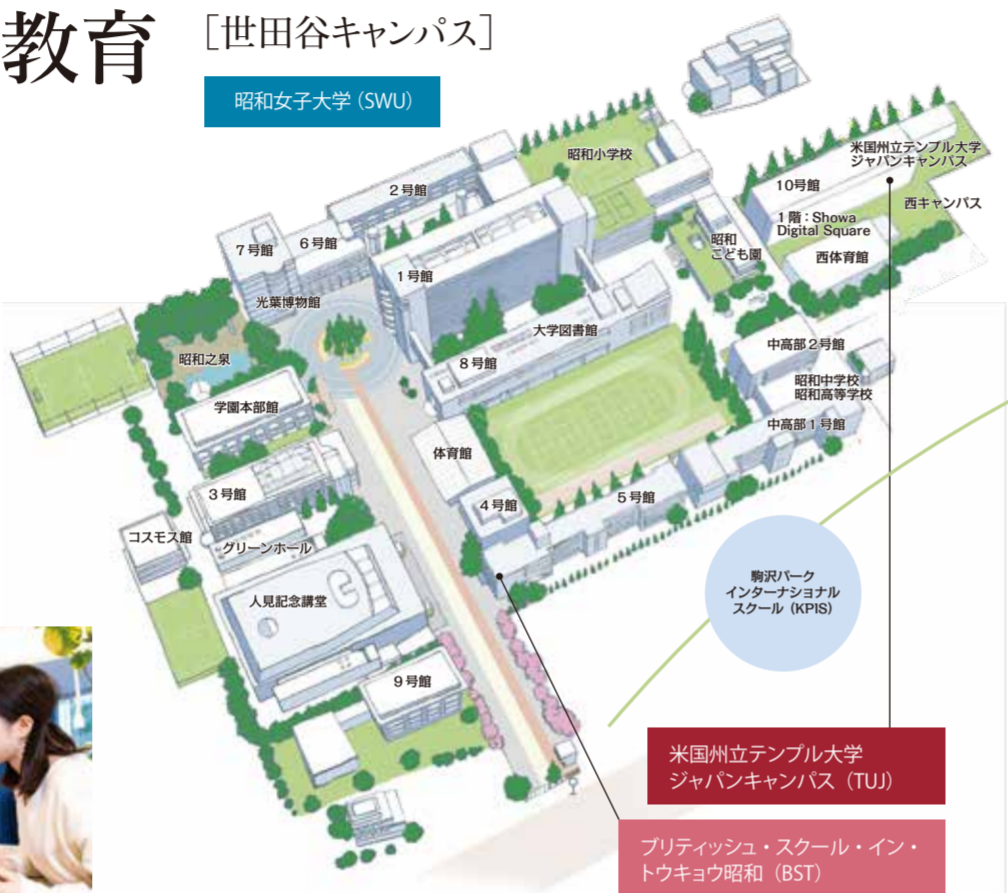 教育
［世田谷キャンパス］
昭和女子大学（SWU）
昭和小学校
米国州立テンプル大学
ジャパンキャンパス
2号館
10号館
西キャンパス
1階：Showa
Digital Square
7号館
6号館
昭和
こども園
西体育館
1号館
光葉博物館
大学図書館
中高部2号館
昭和之泉
8号館
昭和中学校
昭和高等学校
学園本部館
中高部1号館
体育館
3号館
4号館
5号館
コスモス館
グリーンホール
駒沢パーク
インターナショナル
スクール（KPIS）
人見記念講堂
9号館
米国州立テンプル大学
ジャパンキャンパス（TUJ）
ブリティッシュ・スクール・イン・
トウキョウ昭和（BST）